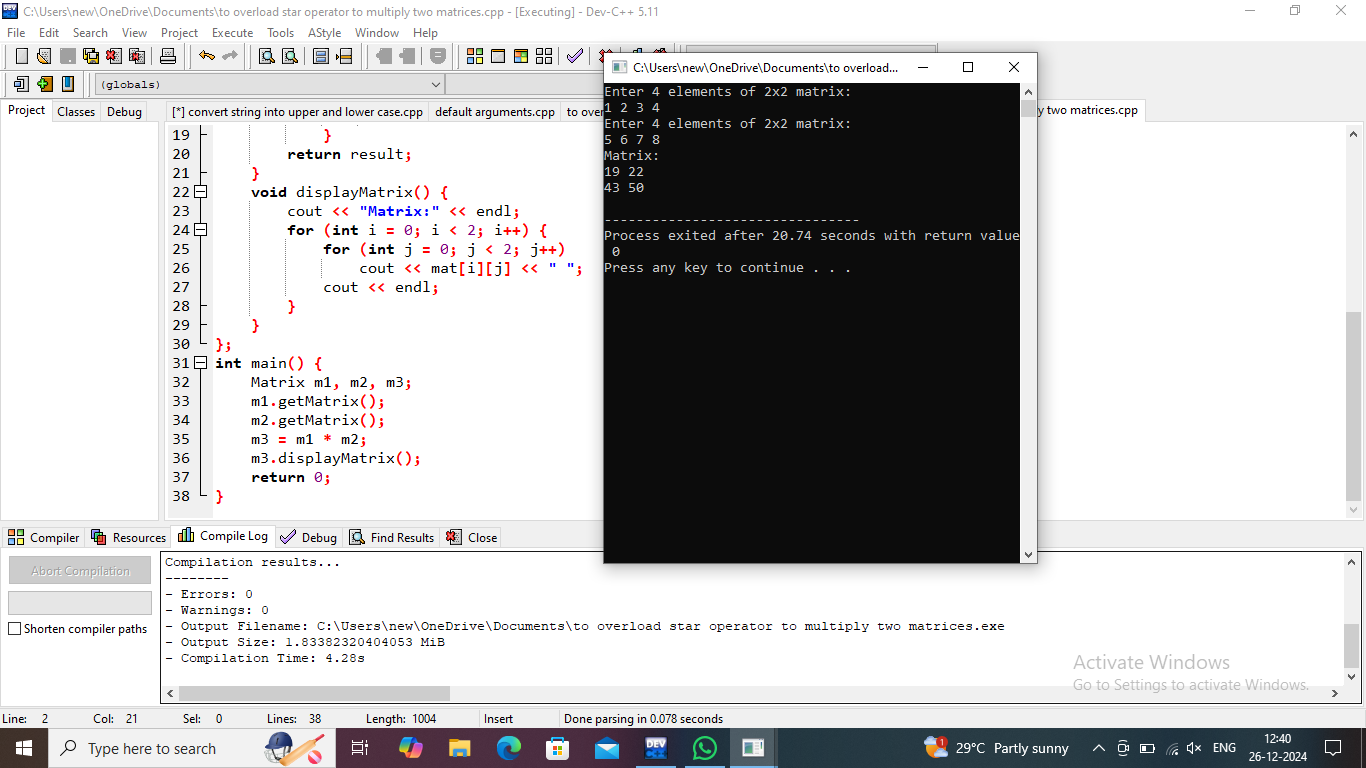 C:\Users\new\OneDrive\Documents\to overload star operator to multiply two matrices.cpp - [Executing] - Dev-C++ 5.11
File Edit Search View Project Execute Tools AStyle Window Help
(globals)
Project Classes Debug
[*] convert string into upper and lower case.cpp default arguments.cpp to over
y two matrices.cpp
19 }
20 return result;
21 }
22 void displayMatrix() {
23 cout << "Matrix:" << endl;
24 for (int i = 0; i < 2; i++) {
25 for (int j = 0; j < 2; j++)
26 cout << mat[i][j] << " ";
27 cout << endl;
28 }
29 }
30 };
31 int main() {
32 Matrix m1, m2, m3;
33 m1.getMatrix();
34 m2.getMatrix();
35 m3 = m1 * m2;
36 m3.displayMatrix();
37 return 0;
38 }
C:\Users\new\OneDrive\Documents\to overload...
Enter 4 elements of 2x2 matrix:
1 2 3 4
Enter 4 elements of 2x2 matrix:
5 6 7 8
Matrix:
19 22
43 50
--------------------------------
Process exited after 20.74 seconds with return value
0
Press any key to continue . . .
Compiler Resources Compile Log Debug Find Results Close
Abort Compilation
Shorten compiler paths
Compilation results...
--------
- Errors: 0
- Warnings: 0
- Output Filename: C:\Users\new\OneDrive\Documents\to overload star operator to multiply two matrices.exe
- Output Size: 1.83382320404053 MiB
- Compilation Time: 4.28s
Activate Windows
Go to Settings to activate Windows.
Line: 2 Col: 21 Sel: 0 Lines: 38 Length: 1004 Insert Done parsing in 0.078 seconds
Type here to search
DEV
1
29°C Partly sunny
ENG
12:40
26-12-2024